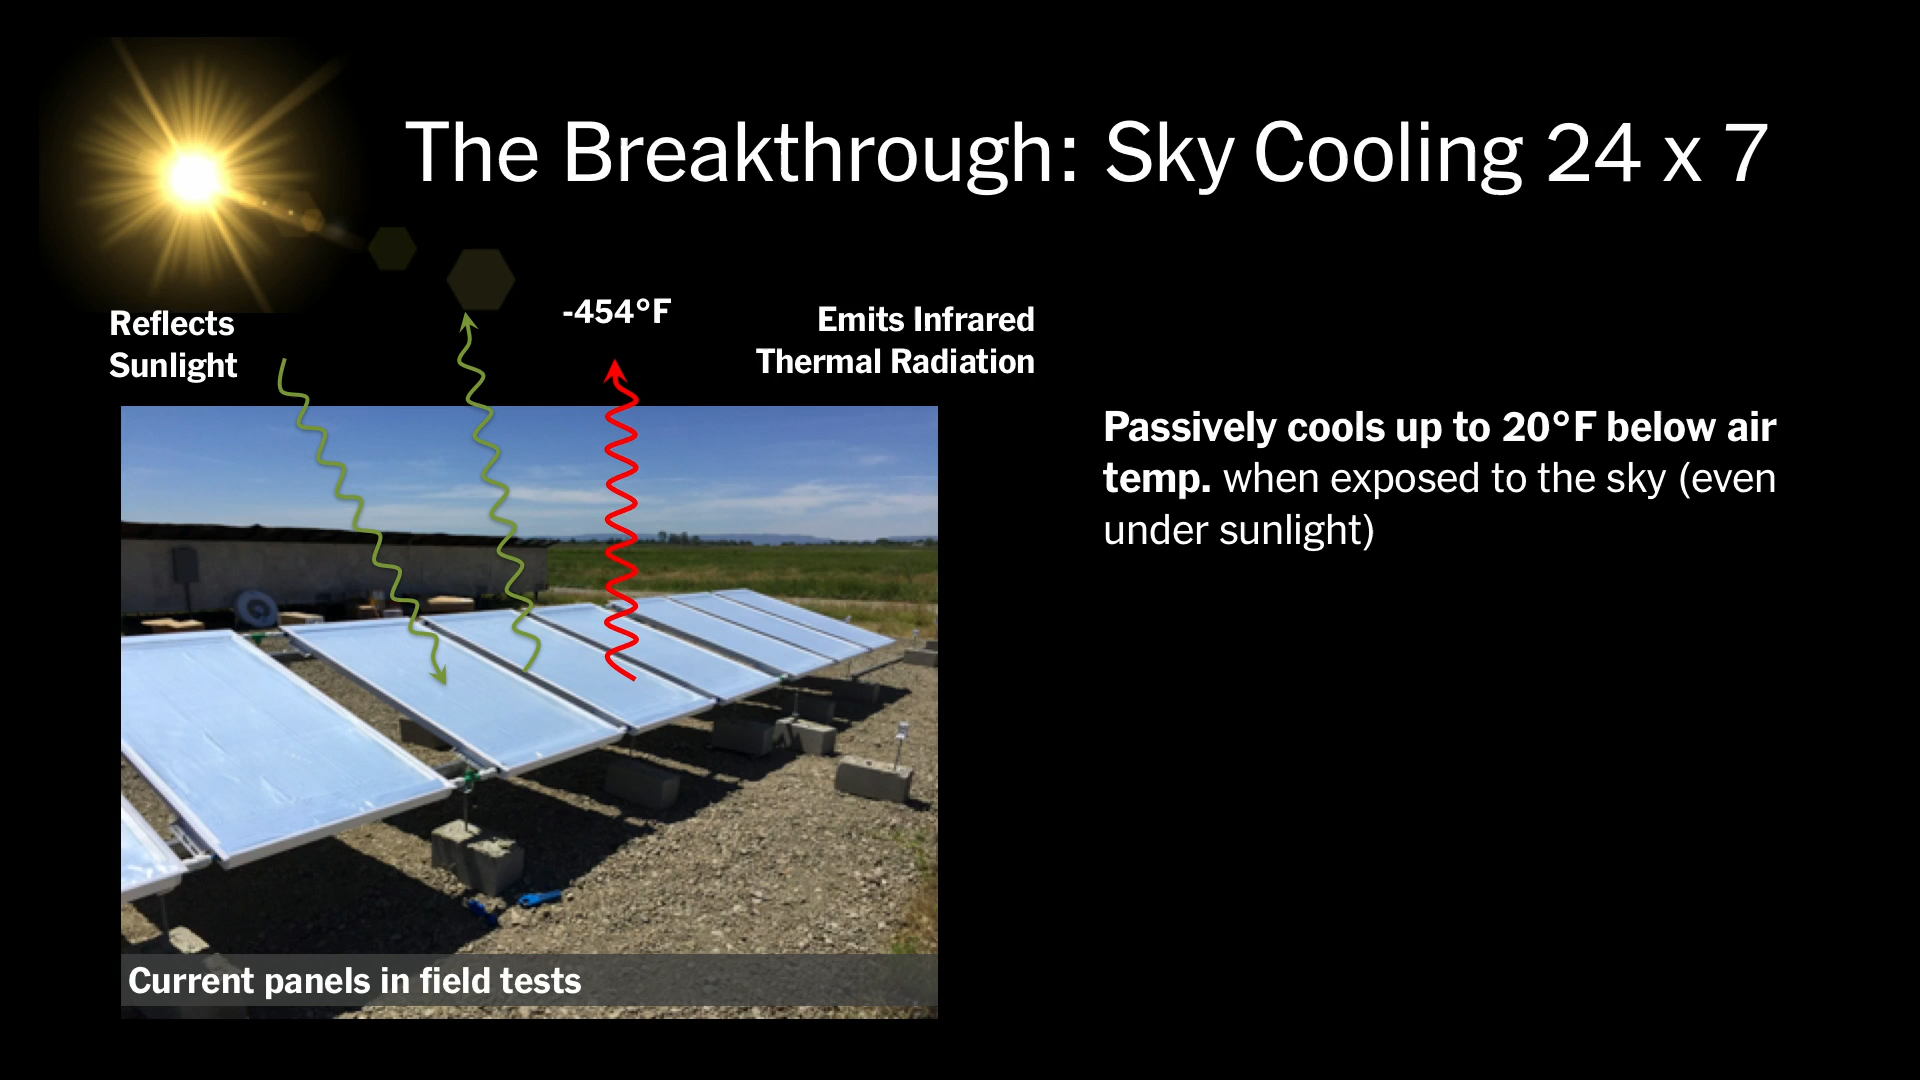 The Breakthrough: Sky Cooling 24 x 7
Reflects
Sunlight
-454°F
Emits Infrared
Thermal Radiation
Passively cools up to 20°F below air
temp. when exposed to the sky (even
under sunlight)
Current panels in field tests